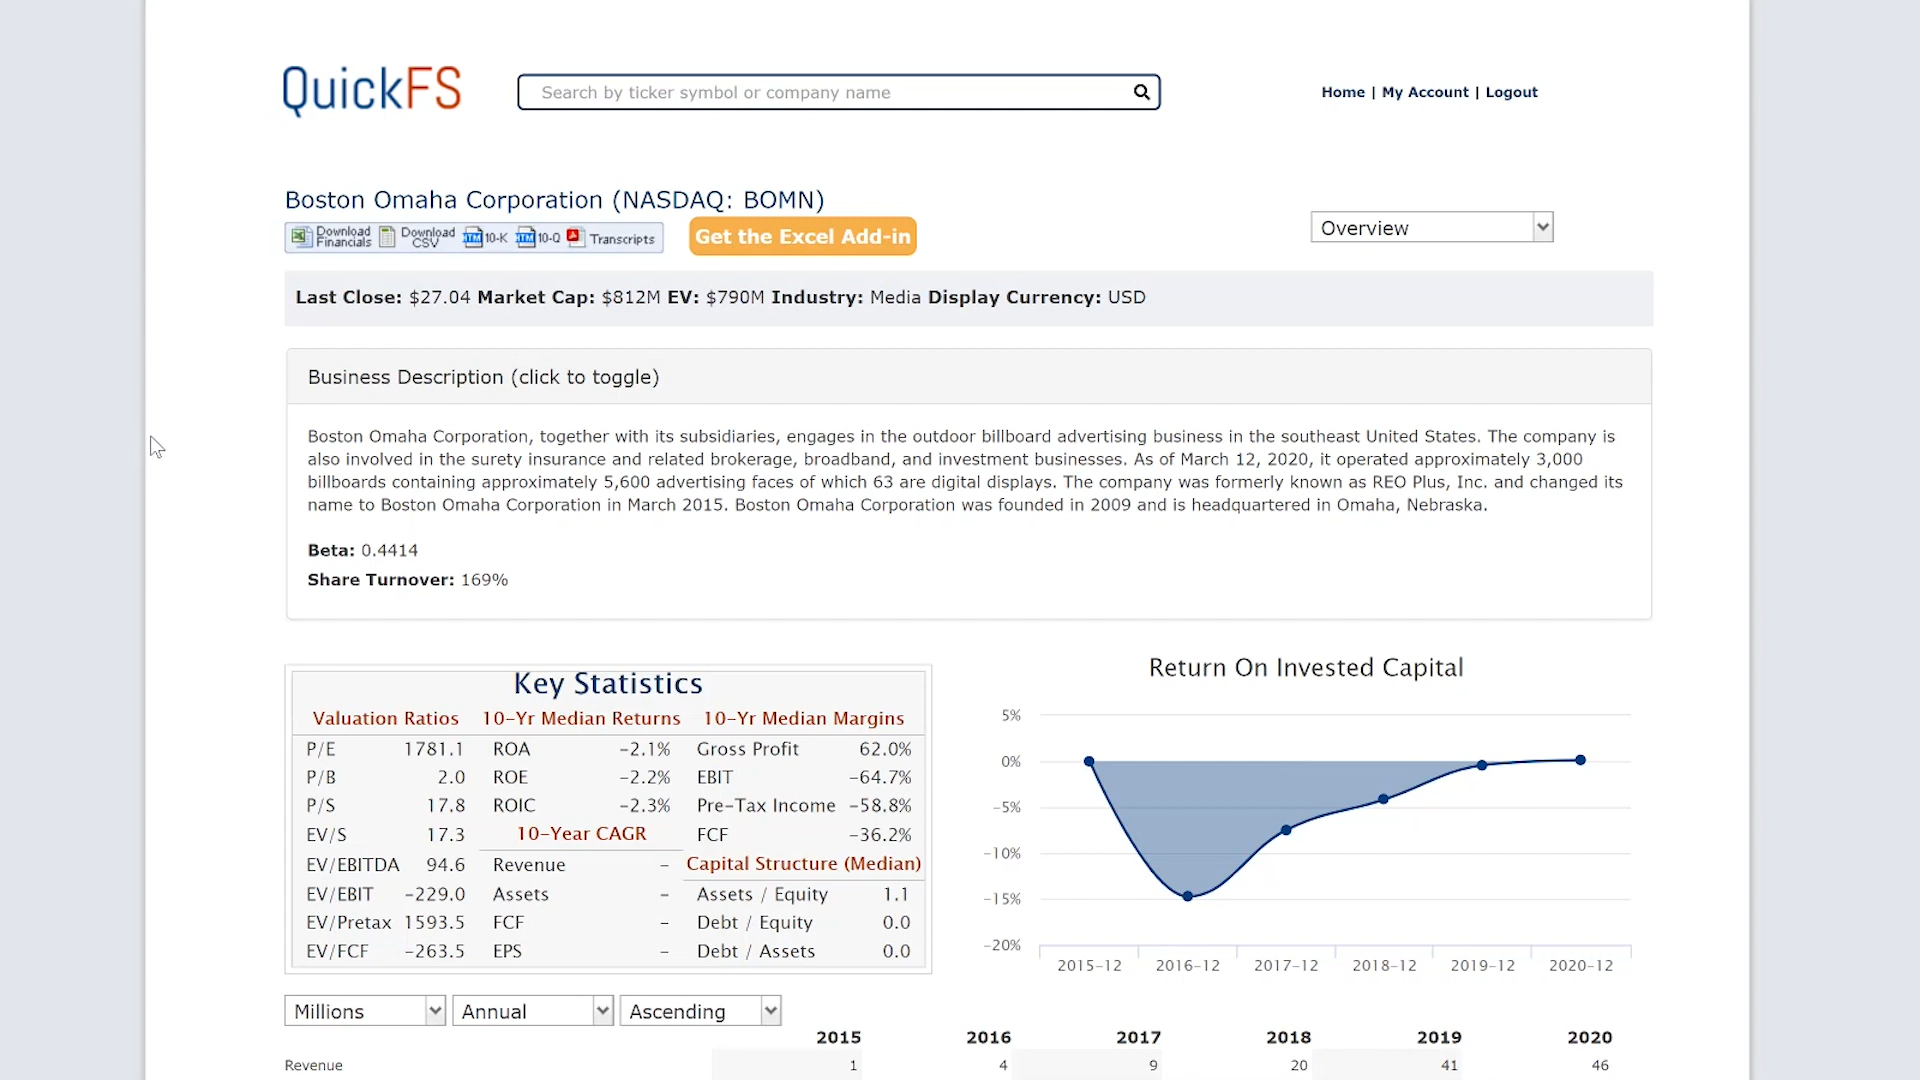 QuickFS
Search by ticker symbol or company name
Home | My Account | Logout
Boston Omaha Corporation (NASDAQ: BOMN)
Download Financials Download CSV 10-K 10-Q Transcripts
Get the Excel Add-in
Overview
Last Close: $27.04 Market Cap: $812M EV: $790M Industry: Media Display Currency: USD
Business Description (click to toggle)
Boston Omaha Corporation, together with its subsidiaries, engages in the outdoor billboard advertising business in the southeast United States. The company is
also involved in the surety insurance and related brokerage, broadband, and investment businesses. As of March 12, 2020, it operated approximately 3,000
billboards containing approximately 5,600 advertising faces of which 63 are digital displays. The company was formerly known as REO Plus, Inc. and changed its
name to Boston Omaha Corporation in March 2015. Boston Omaha Corporation was founded in 2009 and is headquartered in Omaha, Nebraska.
Beta: 0.4414
Share Turnover: 169%
Key Statistics
Valuation Ratios 10-Yr Median Returns 10-Yr Median Margins
P/E 1781.1 ROA -2.1% Gross Profit 62.0%
P/B 2.0 ROE -2.2% EBIT -64.7%
P/S 17.8 ROIC -2.3% Pre-Tax Income -58.8%
EV/S 17.3 10-Year CAGR FCF -36.2%
EV/EBITDA 94.6 Revenue - Capital Structure (Median)
EV/EBIT -229.0 Assets - Assets / Equity 1.1
EV/Pretax 1593.5 FCF - Debt / Equity 0.0
EV/FCF -263.5 EPS - Debt / Assets 0.0
Return On Invested Capital
5%
0%
-5%
-10%
-15%
-20%
2015-12 2016-12 2017-12 2018-12 2019-12 2020-12
Millions Annual Ascending
2015 2016 2017 2018 2019 2020
Revenue 1 4 9 20 41 46